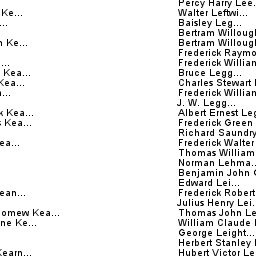 Percy Harry Lee...
Ke... Walter Leftwi...
... Baisley Leg...
Bertram Willough
n Ke... Bertram Willough
Frederick Raymo
... Frederick William
Kea... Bruce Legg...
Kea... Charles Stewart
... Frederick William
J. W. Legg...
k Kea... Albert Ernest Leg
s Kea... Frederick Green
Richard Saundry
ea... Frederick Walter
Thomas William
Norman Lehma...
Benjamin John
Edward Lei...
ean... Frederick Robert
Julius Henry Lei...
omew Kea... Thomas John Le
ne Ke... William Claude
George Leight...
Herbert Stanley
Kearn... Hubert Victor Le